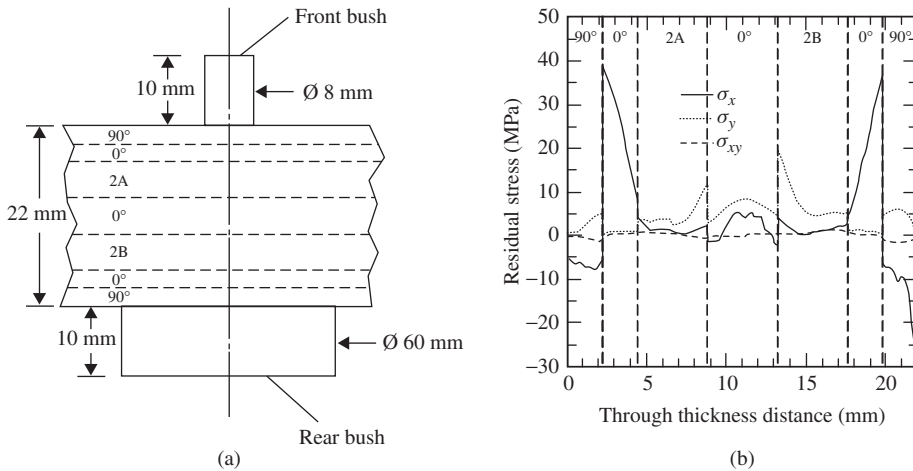 Front bush
10 mm
Ø 8 mm
90°
0°
2A
22 mm
0°
2B
0°
90°
10 mm
Ø 60 mm
Rear bush
(a)
50
40
30
20
10
0
−10
−20
−30
Residual stress (MPa)
90° 0° 2A 0° 2B 0° 90°
σx
σy
σxy
0 5 10 15 20
Through thickness distance (mm)
(b)